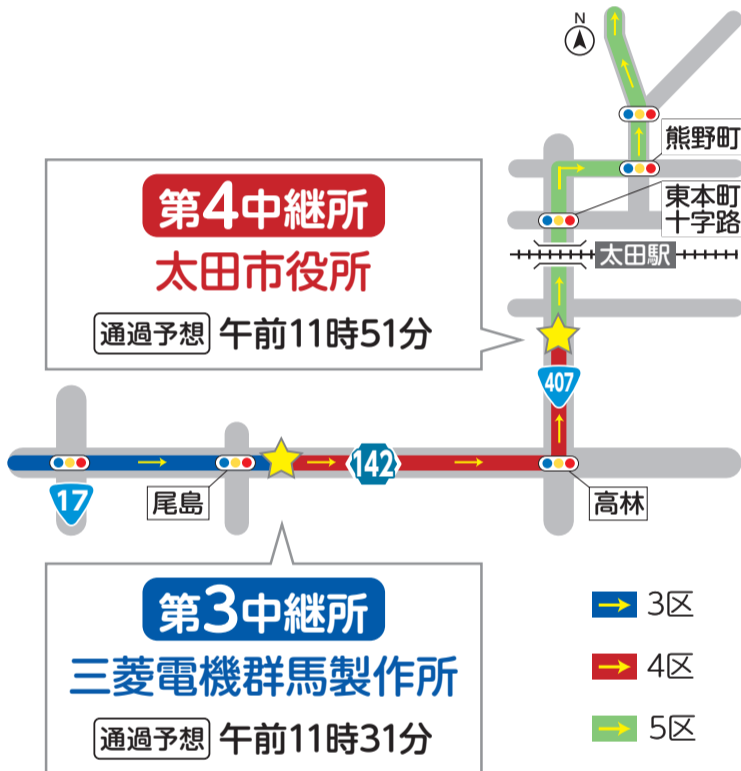 N
熊野町
東本町
十字路
太田駅
第4中継所
太田市役所
通過予想 午前11時51分
407
142
17
尾島
高林
第3中継所
三菱電機群馬製作所
通過予想 午前11時31分
3区
4区
5区